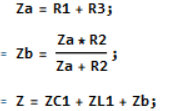 Za = R1 + R3;
= Zb = Za * R2 / Za + R2 ;
= Z = ZC1 + ZL1 + Zb;